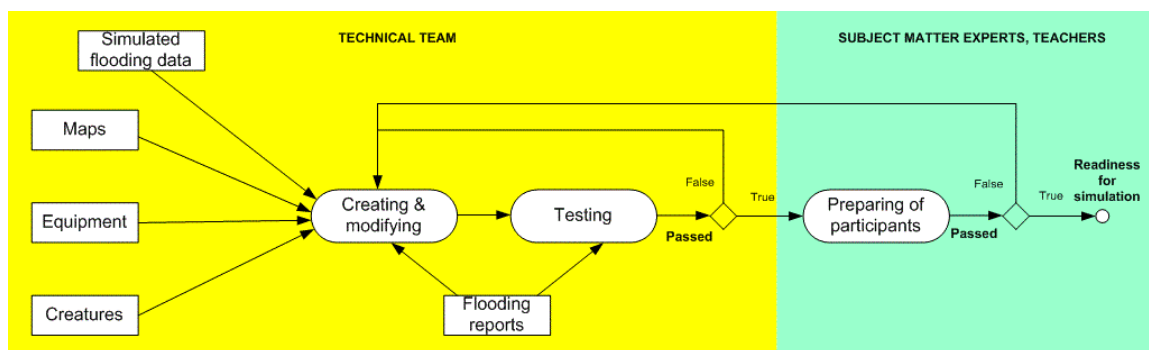 TECHNICAL TEAM
SUBJECT MATTER EXPERTS, TEACHERS
Simulated
flooding data
Maps
Equipment
Creatures
Creating &
modifying
Testing
Flooding
reports
False
True
Passed
Preparing of
participants
False
True
Passed
Readiness
for
simulation